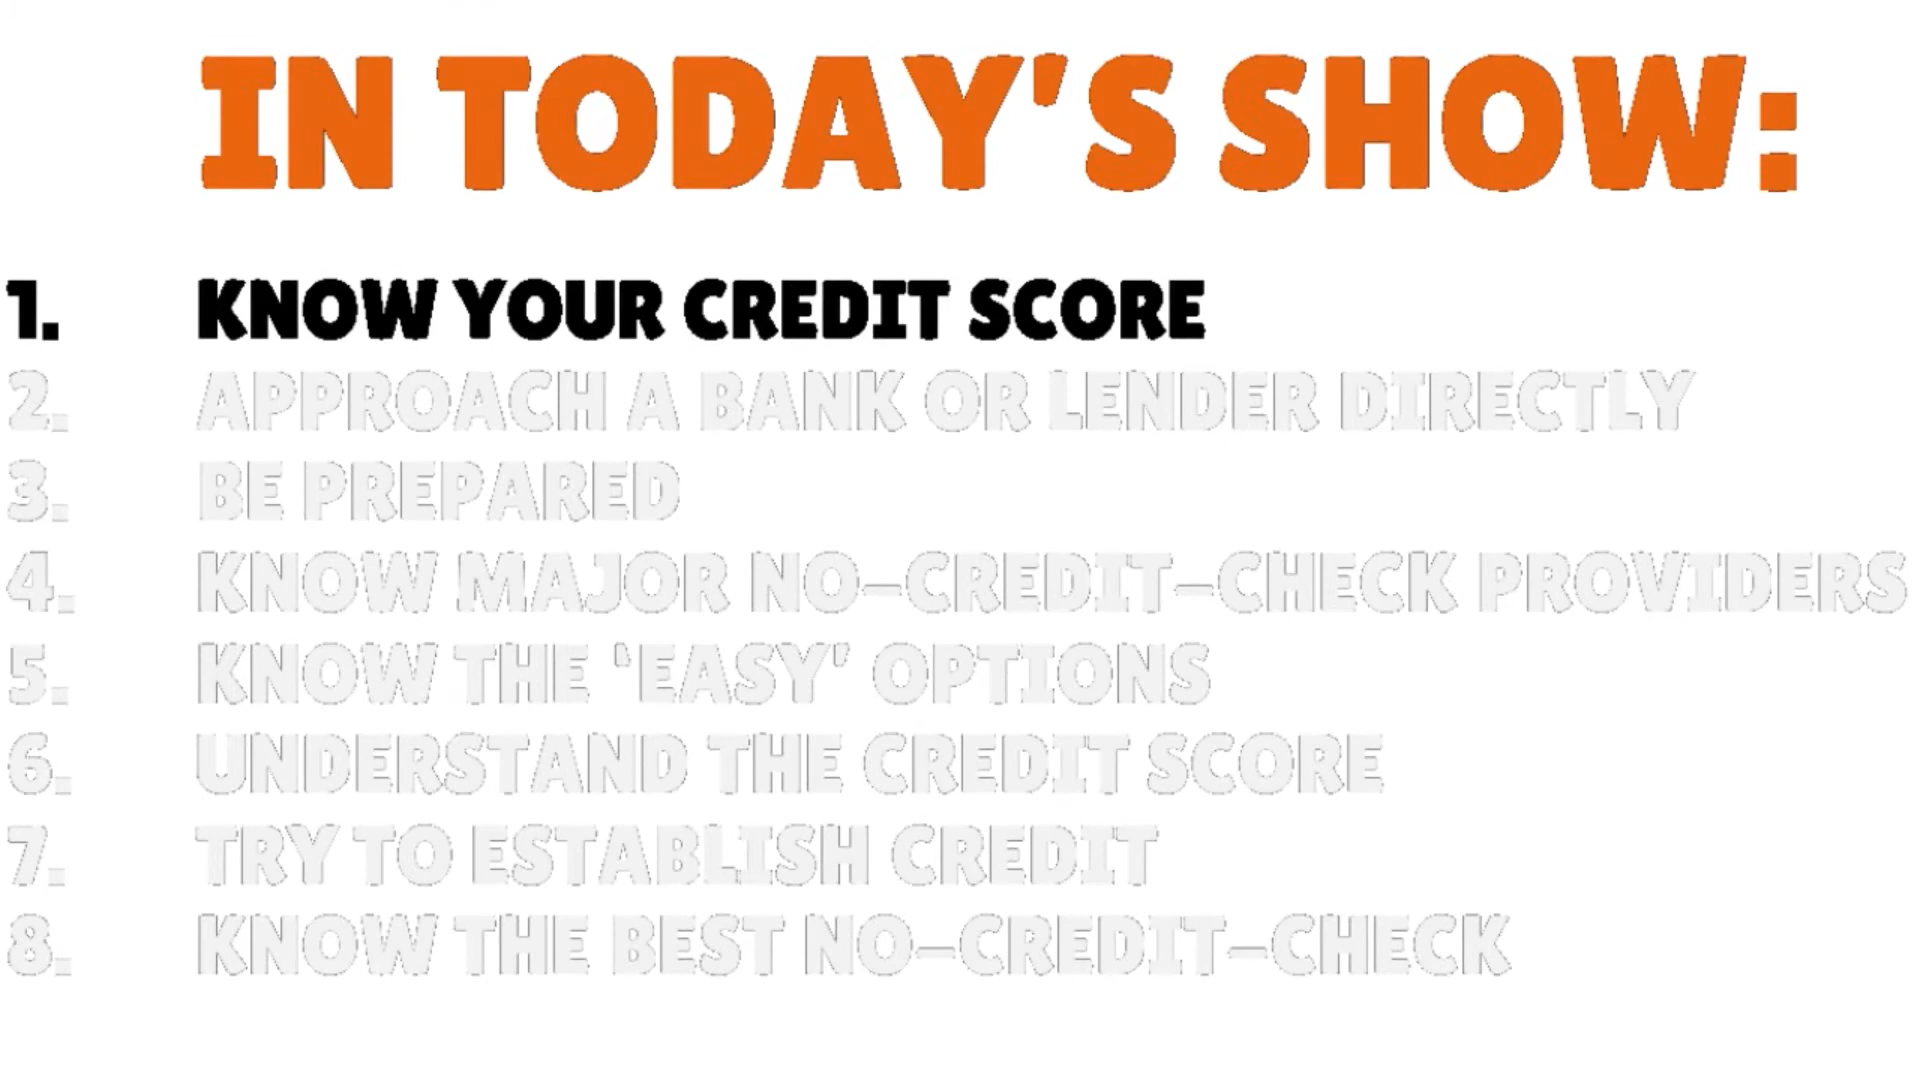 IN TODAY'S SHOW:
1. KNOW YOUR CREDIT SCORE
2. APPROACH A BANK OR LENDER DIRECTLY
3. BE PREPARED
4. KNOW MAJOR NO-CREDIT-CHECK PROVIDERS
5. KNOW THE 'EASY' OPTIONS
6. UNDERSTAND THE CREDIT SCORE
7. TRY TO ESTABLISH CREDIT
8. KNOW THE BEST NO-CREDIT-CHECK